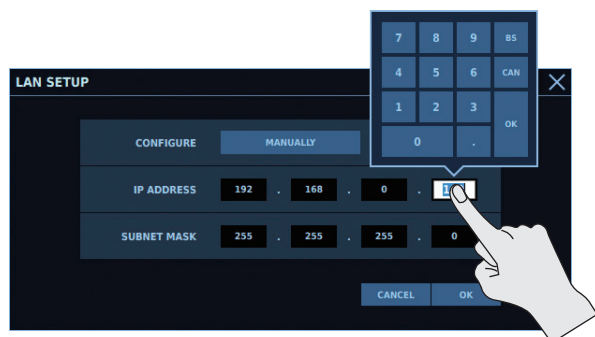 7 8 9 BS
4 5 6 CAN
1 2 3
0 . OK
LAN SETUP
CONFIGURE MANUALLY
IP ADDRESS 192 . 168 . 0 .
SUBNET MASK 255 . 255 . 255 . 0
CANCEL OK